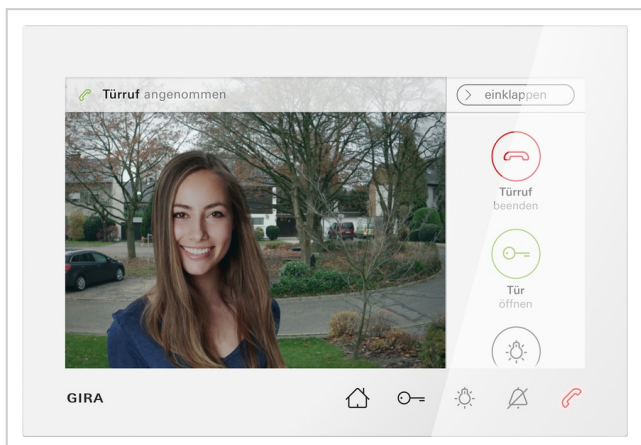 Türruf angenommen
einklappen
Türruf
beenden
Tür
öffnen
GIRA